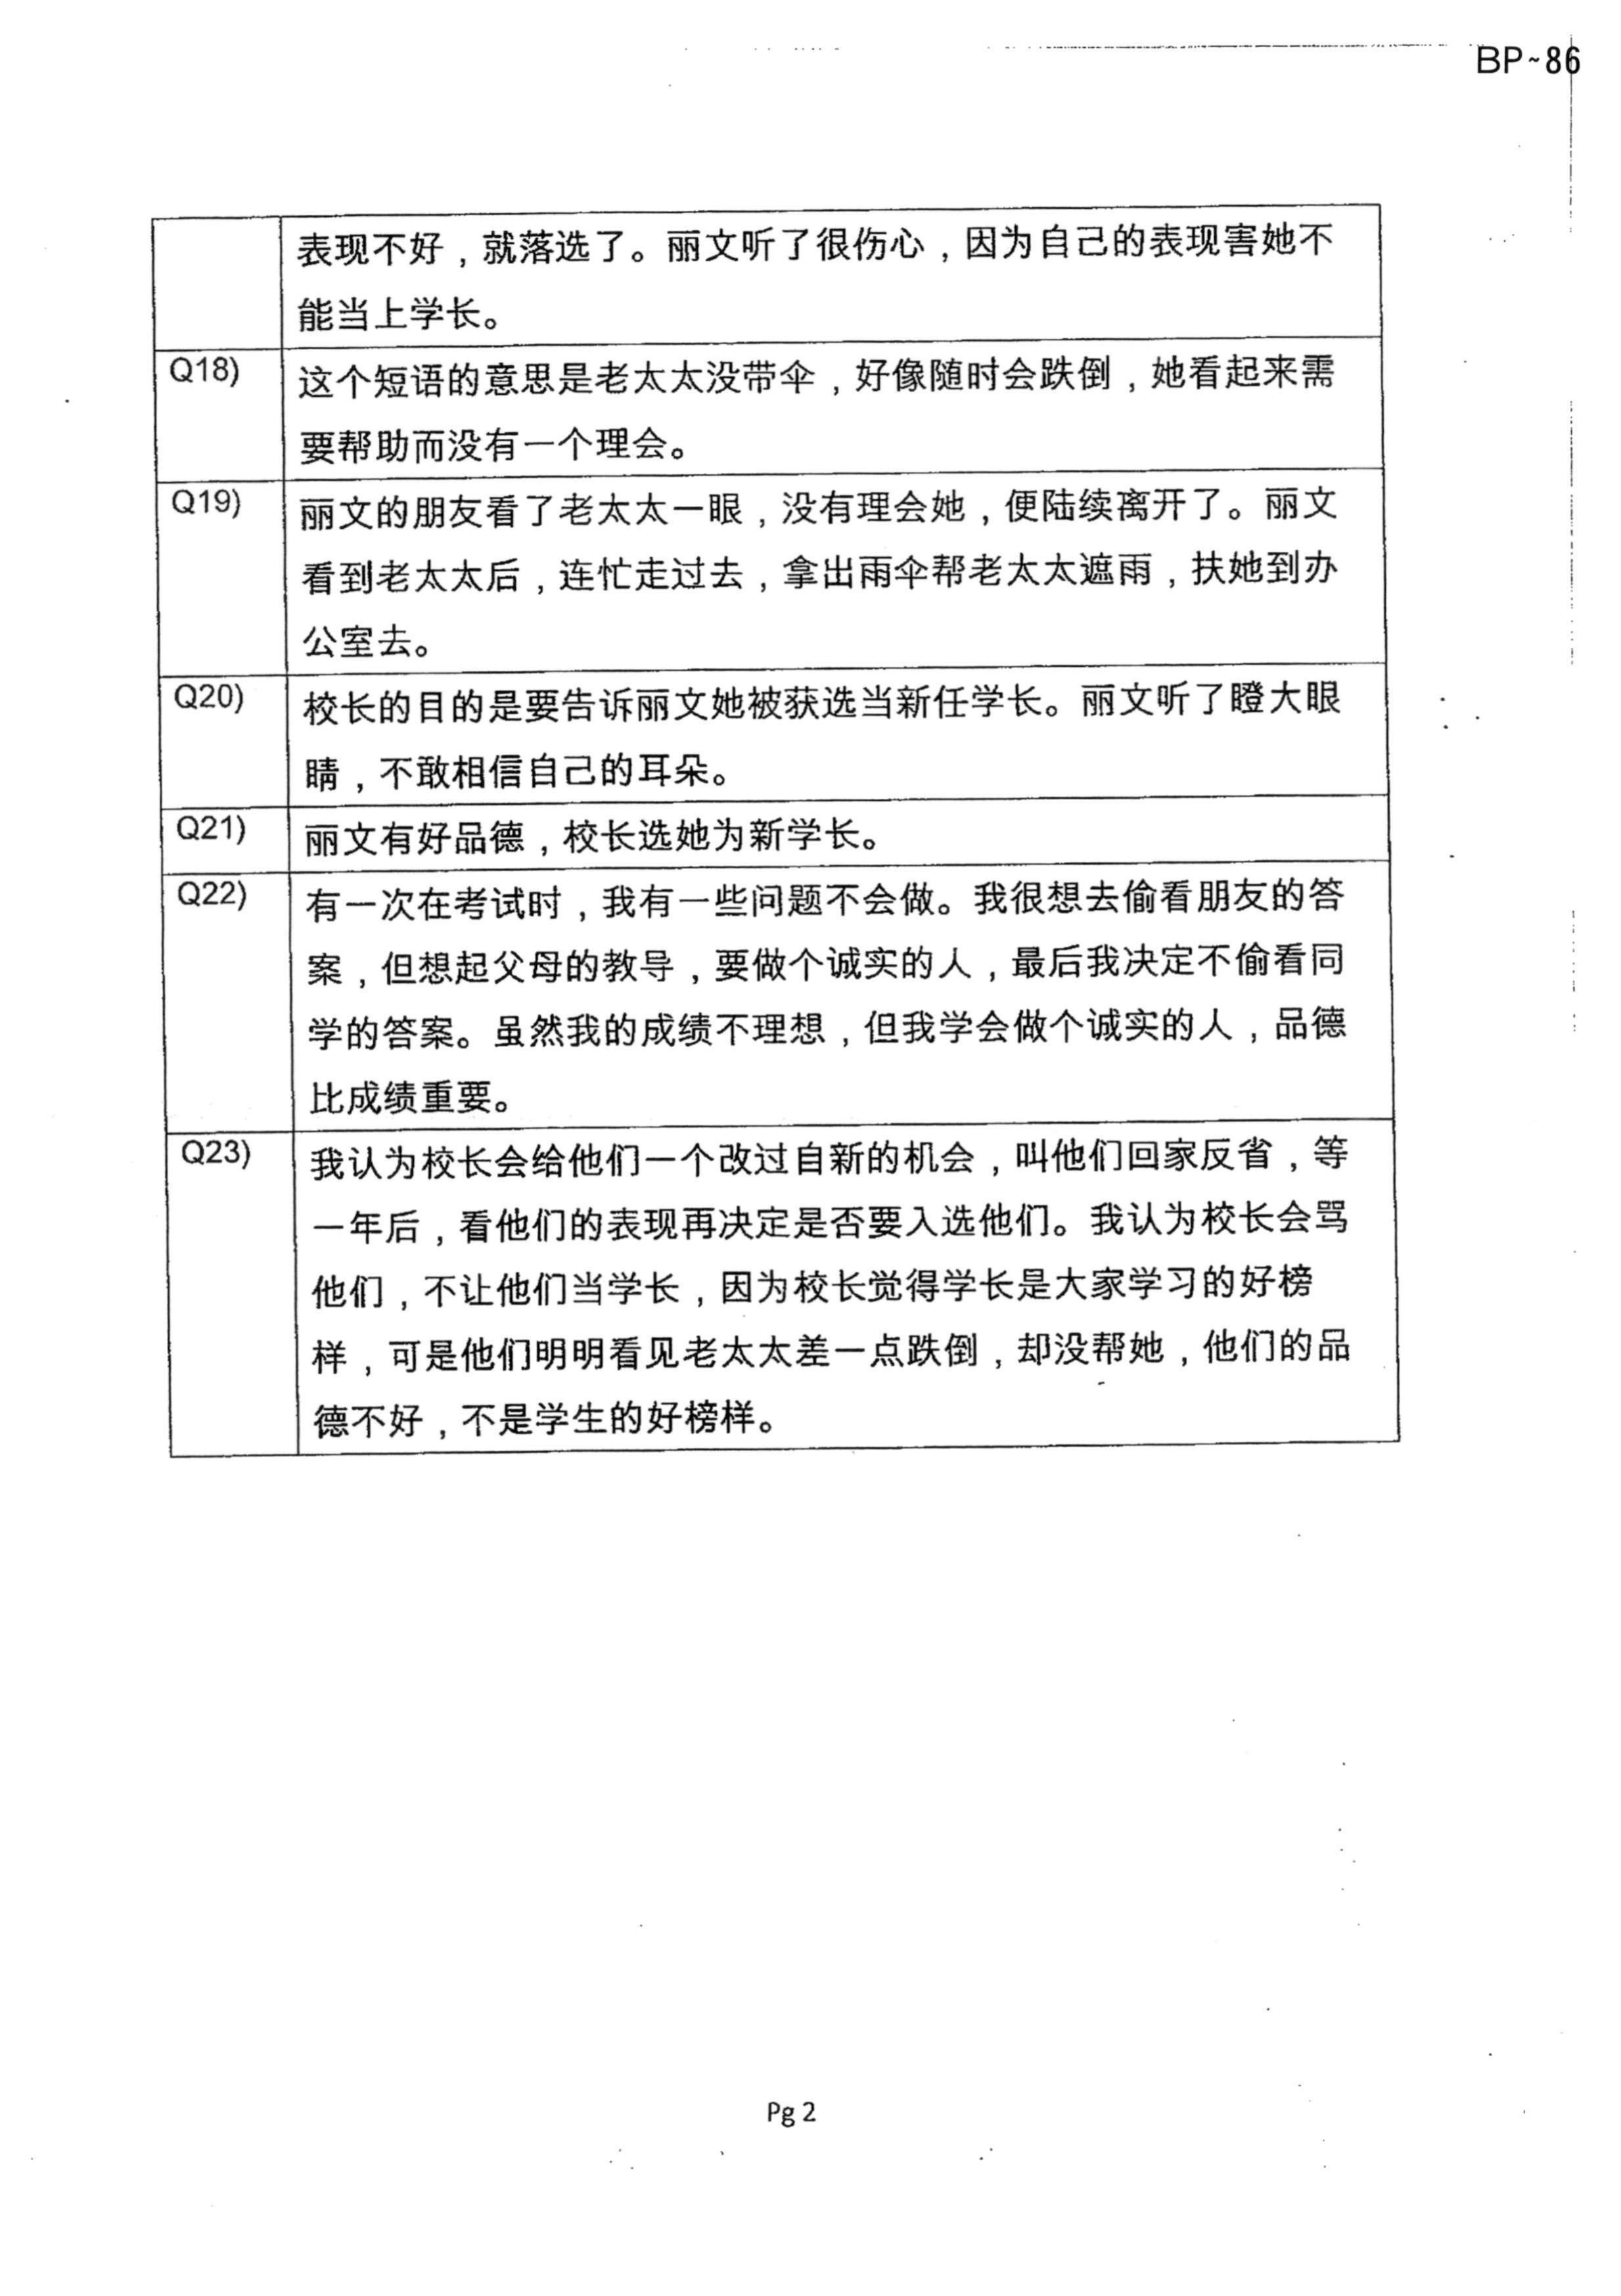 BP~86
表现不好，就落选了。丽文听了很伤心，因为自己的表现害她不
能当上学长。
Q18) 这个短语的意思是老太太没带伞，好像随时会跌倒，她看起来需
要帮助而没有一个理会。
Q19) 丽文的朋友看了老太太一眼，没有理会她，便陆续离开了。丽文
看到老太太后，连忙走过去，拿出雨伞帮老太太遮雨，扶她到办
公室去。
Q20) 校长的目的是要告诉丽文她被获选当新任学长。丽文听了瞪大眼
睛，不敢相信自己的耳朵。
Q21) 丽文有好品德，校长选她为新学长。
Q22) 有一次在考试时，我有一些问题不会做。我很想去偷看朋友的答
案，但想起父母的教导，要做个诚实的人，最后我决定不偷看同
学的答案。虽然我的成绩不理想，但我学会做个诚实的人，品德
比成绩重要。
Q23) 我认为校长会给他们一个改过自新的机会，叫他们回家反省，等
一年后，看他们的表现再决定是否要入选他们。我认为校长会骂
他们，不让他们当学长，因为校长觉得学长是大家学习的好榜
样，可是他们明明看见老太太差一点跌倒，却没帮她，他们的品
德不好，不是学生的好榜样。
Pg 2